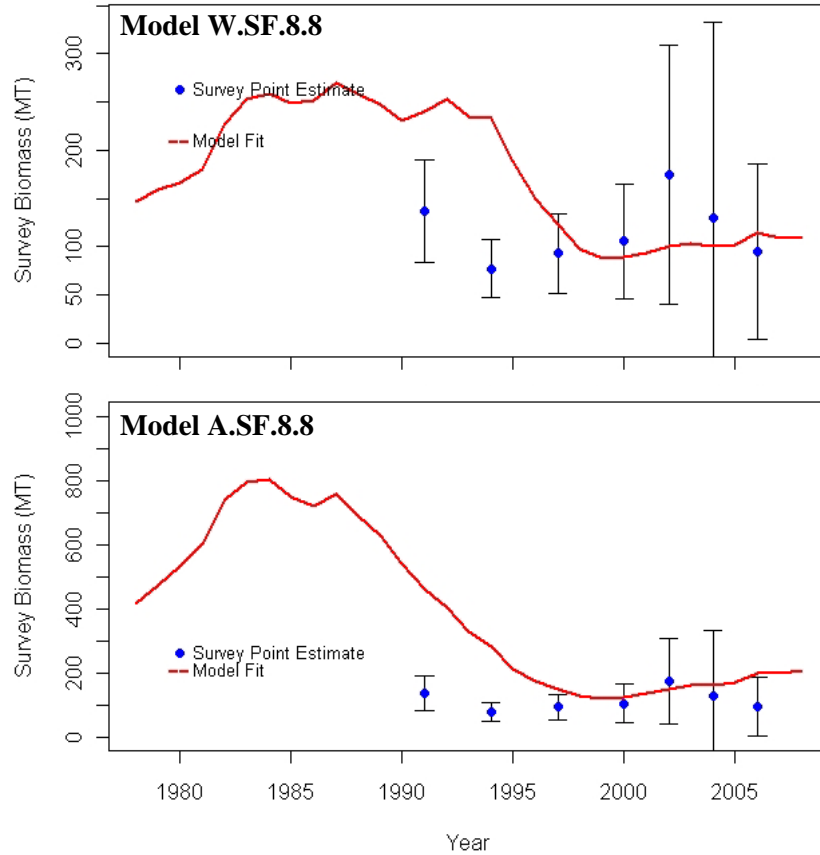 Model W.SF.8.8
Survey Biomass (MT)
300
200
100
50
0
Survey Point Estimate
Model Fit
Model A.SF.8.8
Survey Biomass (MT)
1000
800
600
400
200
0
Survey Point Estimate
Model Fit
1980 1985 1990 1995 2000 2005
Year